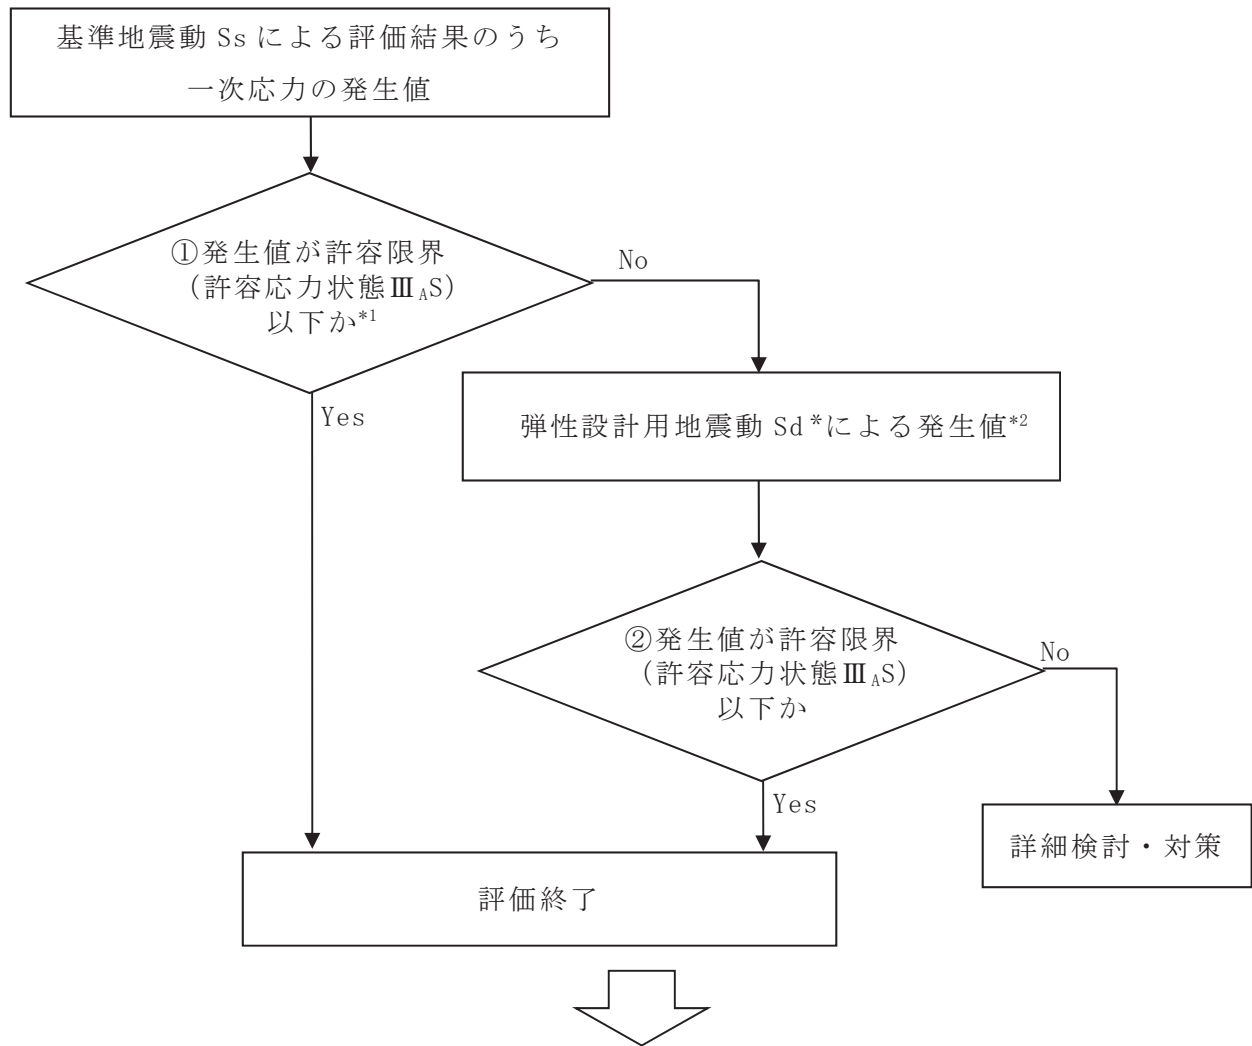 基準地震動 Ss による評価結果のうち
一次応力の発生値
①発生値が許容限界
（許容応力状態ⅢAS）
以下か*1
No
Yes
弾性設計用地震動 Sd*による発生値*2
②発生値が許容限界
（許容応力状態ⅢAS）
以下か
No
Yes
詳細検討・対策
評価終了